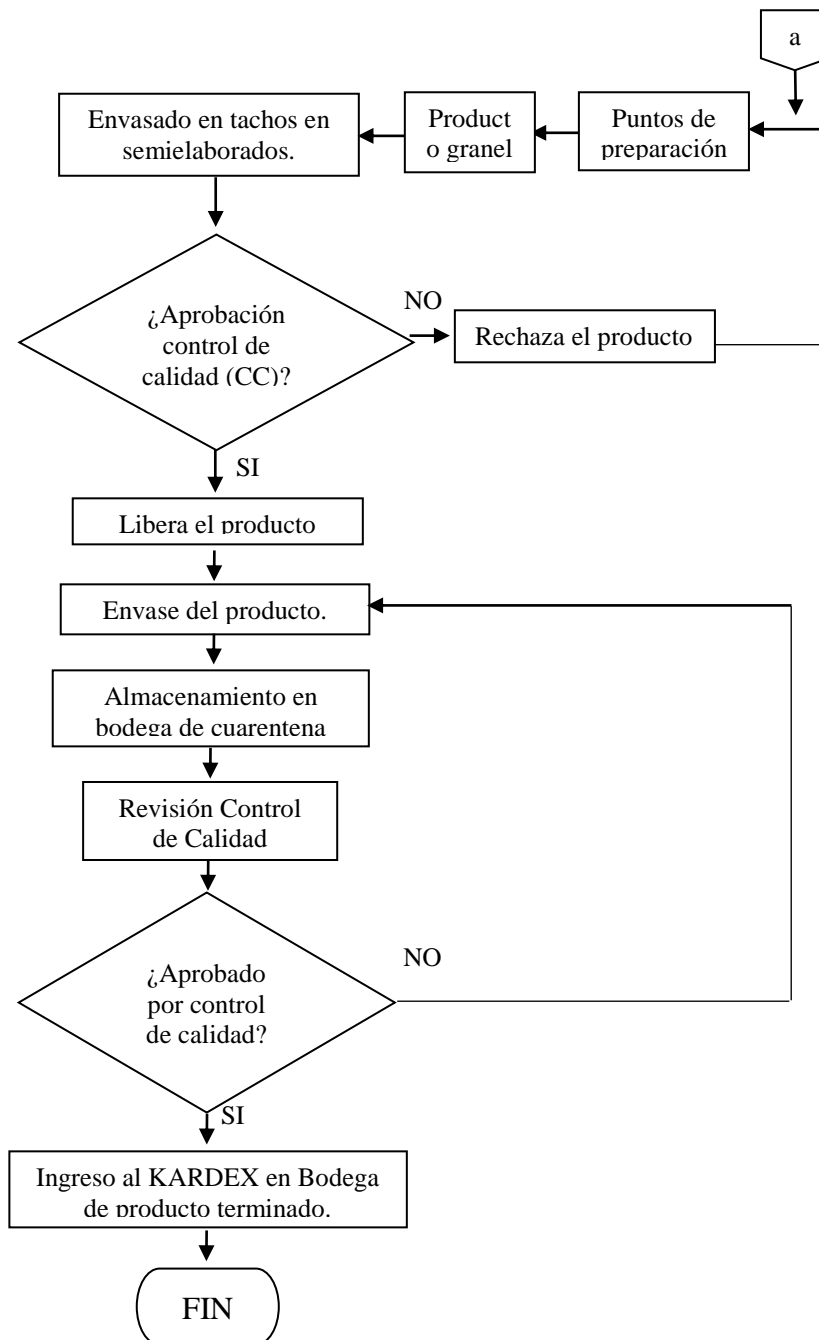 a
Puntos de
preparación
Product
o granel
Envasado en tachos en
semielaborados.
¿Aprobación
control de
calidad (CC)?
NO
Rechaza el producto
SI
Libera el producto
Envase del producto.
Almacenamiento en
bodega de cuarentena
Revisión Control
de Calidad
¿Aprobado
por control
de calidad?
NO
SI
Ingreso al KARDEX en Bodega
de producto terminado.
FIN